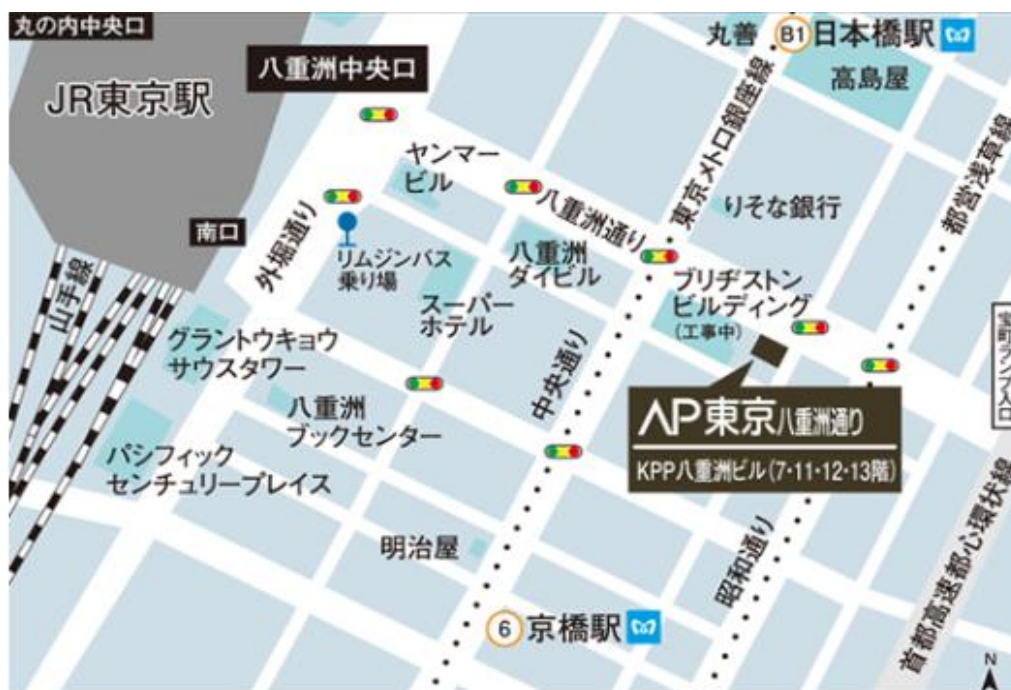 丸の内中央口
JR東京駅
八重洲中央口
丸善
B1
日本橋駅
高島屋
東京メトロ銀座線
都営浅草線
ヤンマー
ビル
八重洲通り
りそな銀行
南口
外堀通り
リムジンバス
乗り場
八重洲
ダイビル
スーパー
ホテル
ブリヂストン
ビルディング
(工事中)
山手線
グラントウキョウ
サウスタワー
八重洲
ブックセンター
中央通り
宝町ランプ入口
AP東京八重洲通り
KPP八重洲ビル(7・11・12・13階)
パシフィック
センチュリープレイス
明治屋
昭和通り
首都高速都心環状線
6
京橋駅
N